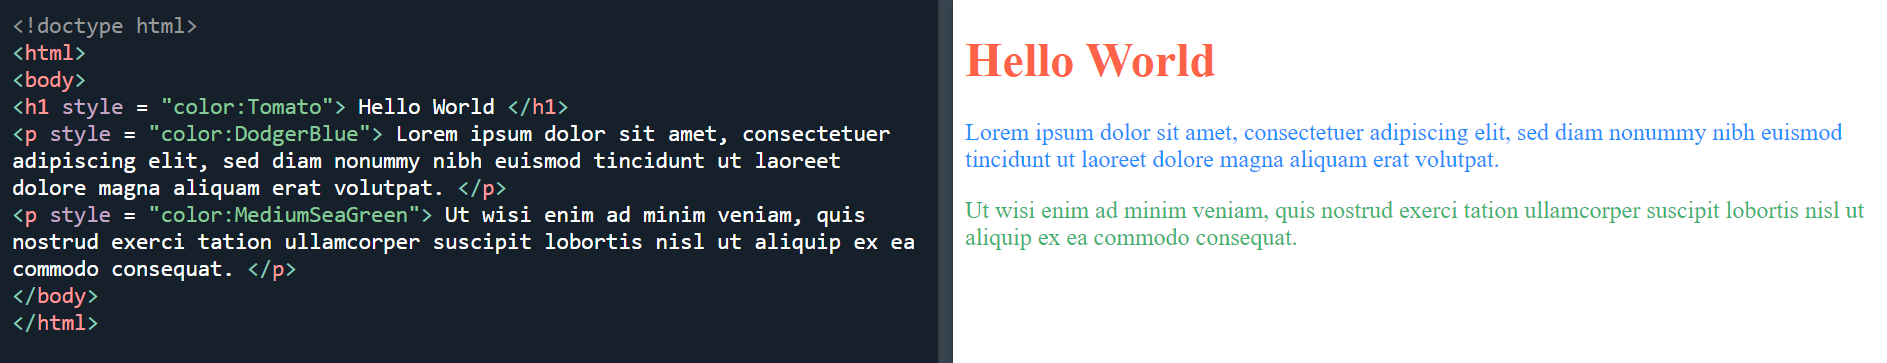 <!doctype html>
<html>
<body>
<h1 style = "color:Tomato"> Hello World </h1>
<p style = "color:DodgerBlue"> Lorem ipsum dolor sit amet, consectetuer
adipiscing elit, sed diam nonummy nibh euismod tincidunt ut laoreet
dolore magna aliquam erat volutpat. </p>
<p style = "color:MediumSeaGreen"> Ut wisi enim ad minim veniam, quis
nostrud exerci tation ullamcorper suscipit lobortis nisl ut aliquip ex ea
commodo consequat. </p>
</body>
</html>
Hello World
Lorem ipsum dolor sit amet, consectetuer adipiscing elit, sed diam nonummy nibh euismod
tincidunt ut laoreet dolore magna aliquam erat volutpat.
Ut wisi enim ad minim veniam, quis nostrud exerci tation ullamcorper suscipit lobortis nisl ut
aliquip ex ea commodo consequat.